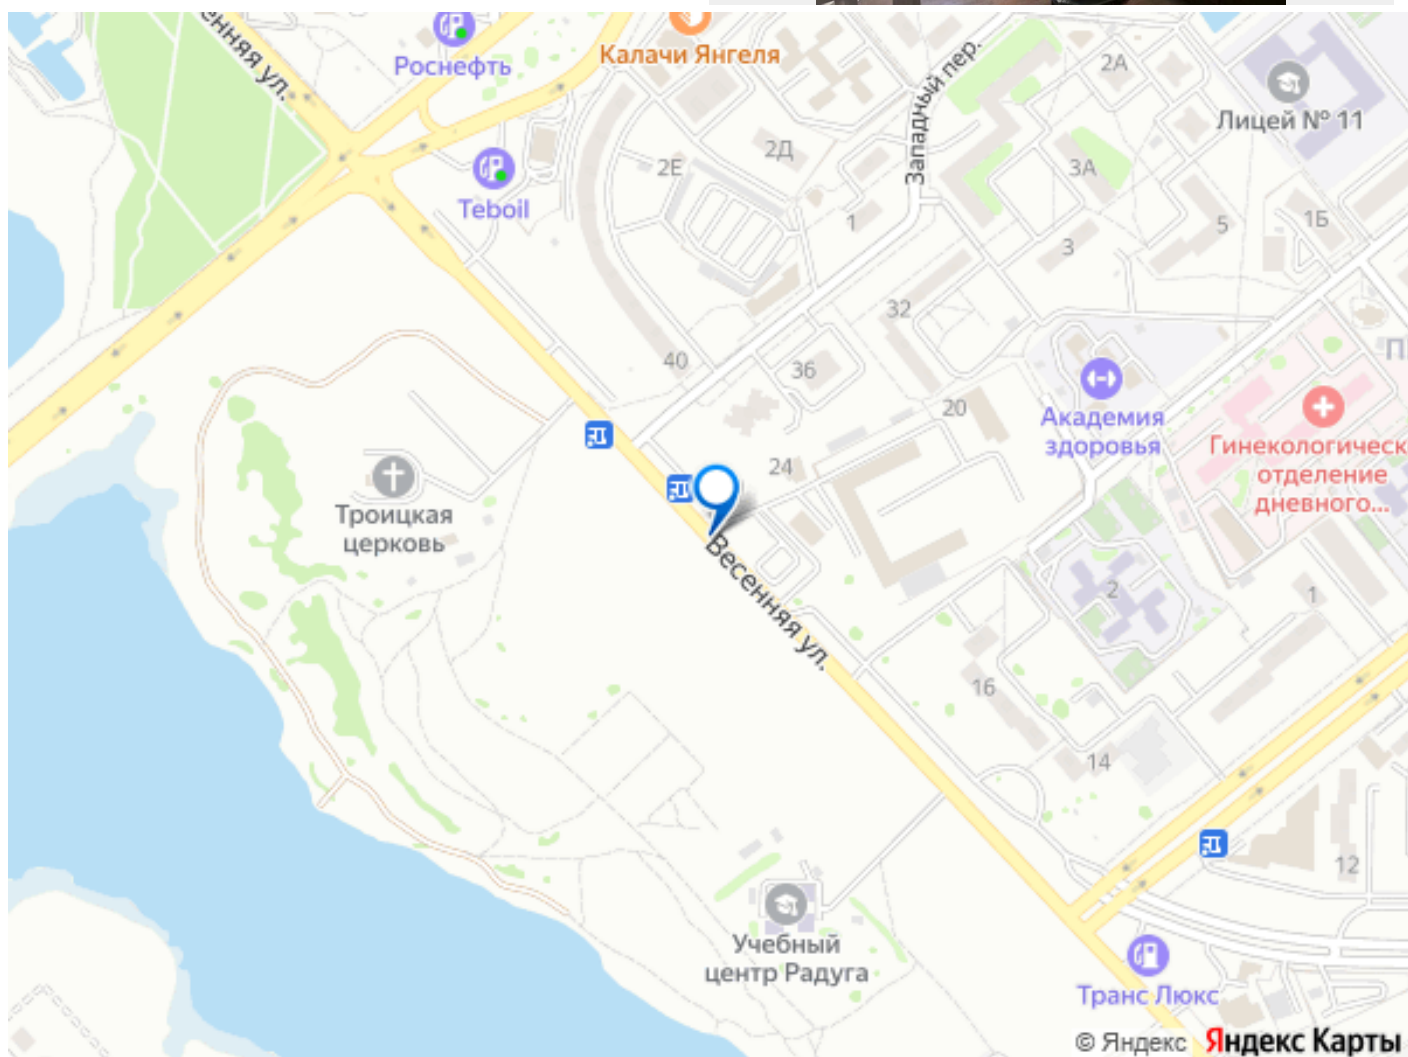 енняя ул.
Роснефть
Калачи Янгеля
Западный пер.
2А
Лицей № 11
2Д
2Е
3А
Teboil
1
5
1Б
3
32
40
36
П
20
Академия
здоровья
Гинекологическ
отделение
дневного...
24
Троицкая
церковь
Весенняя ул.
2
1
16
14
12
Учебный
центр Радуга
Транс Люкс
© Яндекс Яндекс Карты